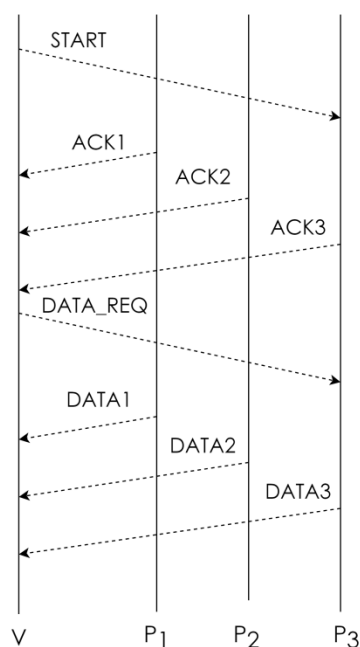 START
ACK1
ACK2
ACK3
DATA_REQ
DATA1
DATA2
DATA3
V P1 P2 P3